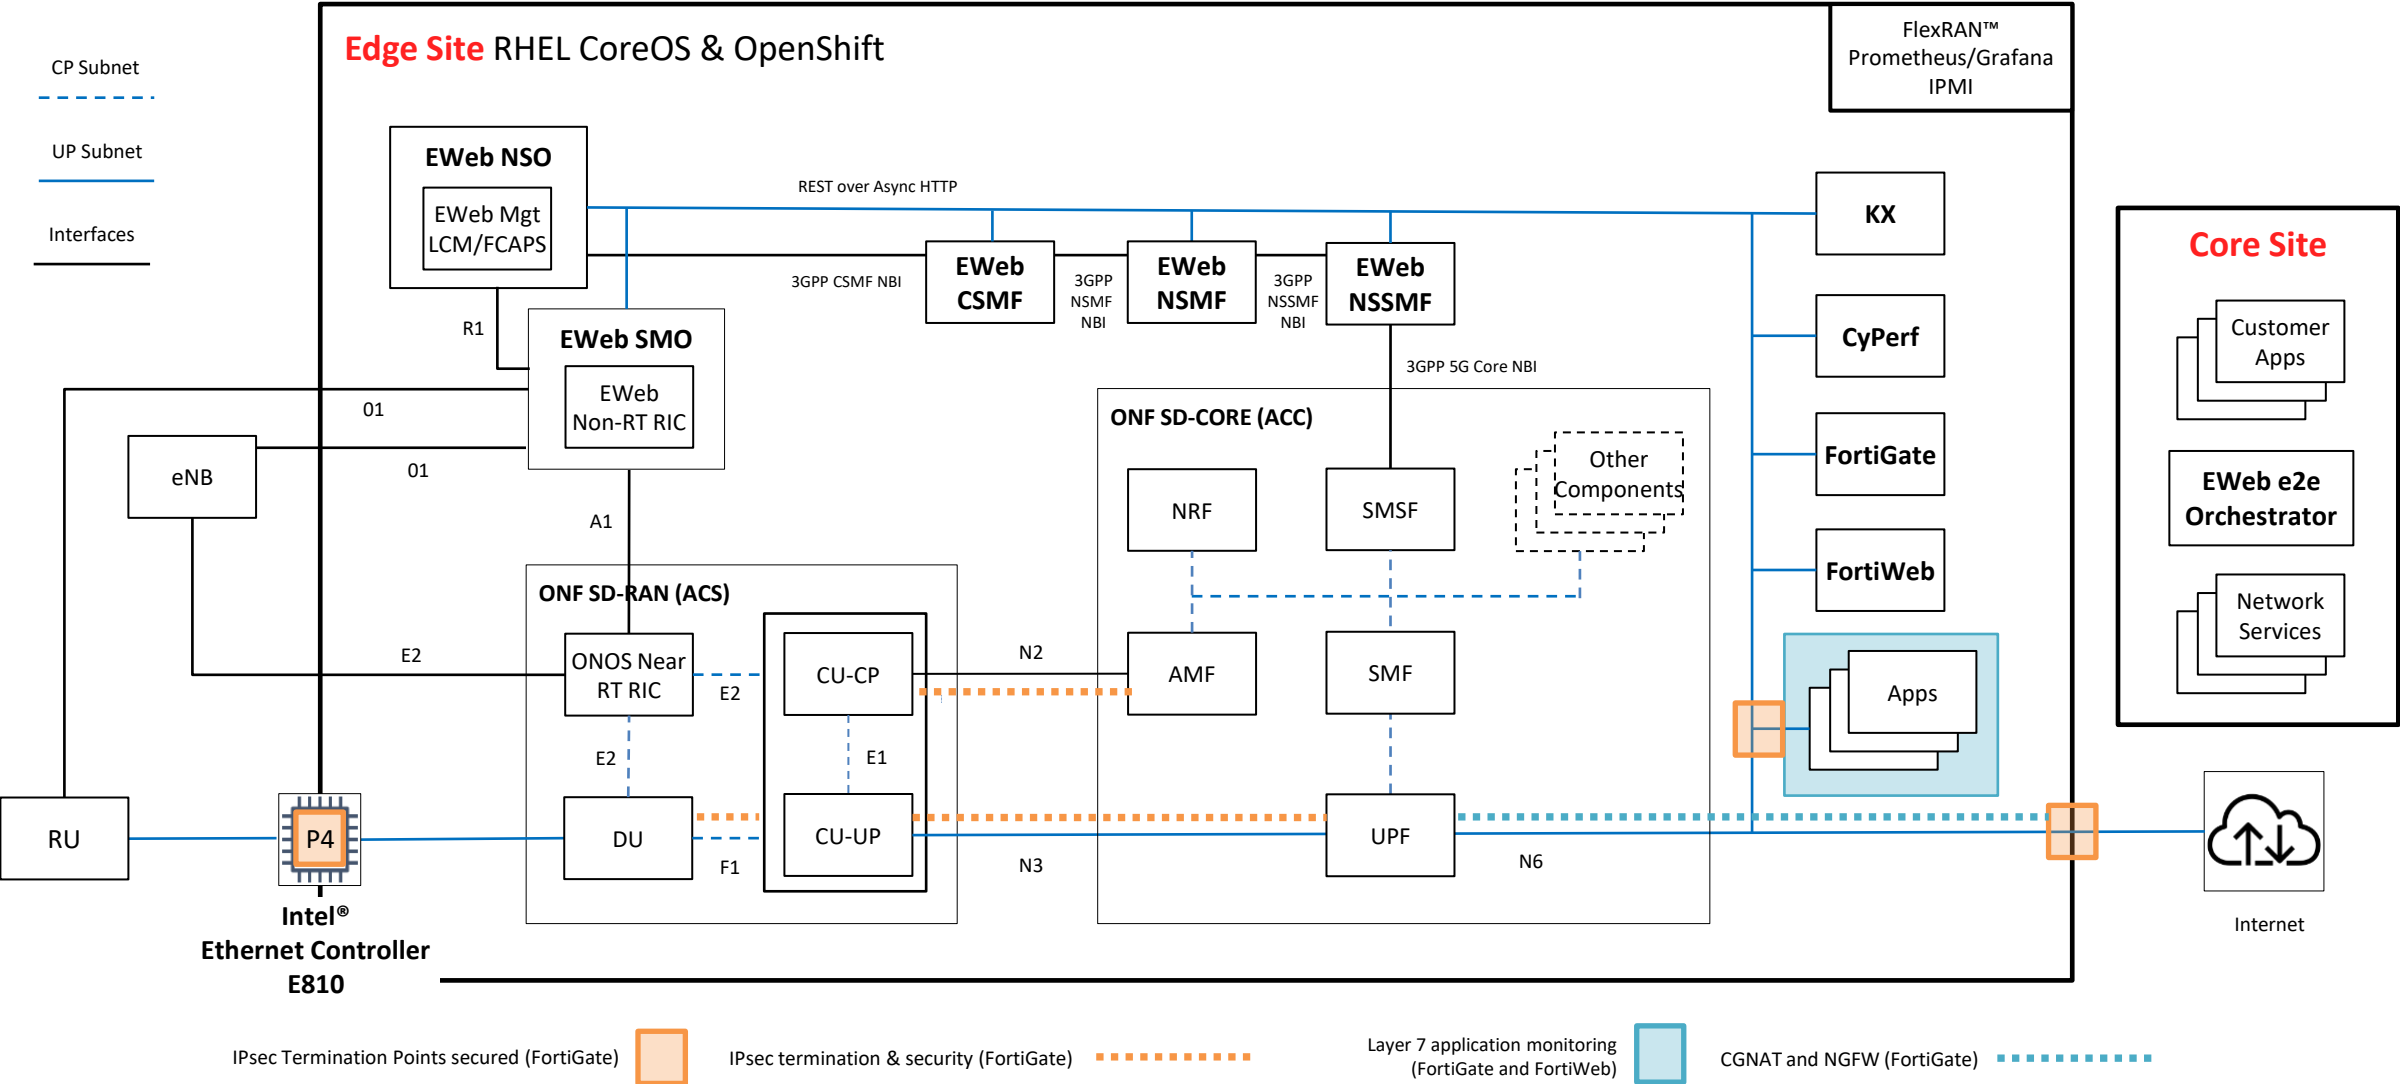 Edge Site RHEL CoreOS & OpenShift
FlexRAN™
Prometheus/Grafana
IPMI
CP Subnet
UP Subnet
Interfaces
EWeb NSO
EWeb Mgt
LCM/FCAPS
REST over Async HTTP
3GPP CSMF NBI
EWeb
CSMF
3GPP
NSMF
NBI
EWeb
NSMF
3GPP
NSSMF
NBI
EWeb
NSSMF
KX
CyPerf
FortiGate
FortiWeb
Apps
Core Site
Customer
Apps
EWeb e2e
Orchestrator
Network
Services
R1
EWeb SMO
EWeb
Non-RT RIC
01
01
eNB
A1
E2
3GPP 5G Core NBI
ONF SD-CORE (ACC)
NRF
SMSF
Other
Components
AMF
SMF
UPF
ONF SD-RAN (ACS)
ONOS Near
RT RIC
E2
CU-CP
E2
E1
DU
F1
CU-UP
N2
N3
N6
RU
P4
Intel®
Ethernet Controller
E810
Internet
IPsec Termination Points secured (FortiGate)
IPsec termination & security (FortiGate)
Layer 7 application monitoring
(FortiGate and FortiWeb)
CGNAT and NGFW (FortiGate)